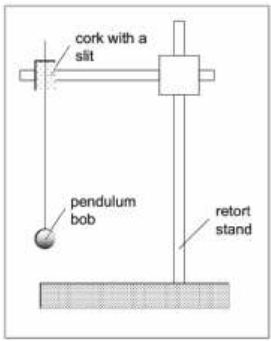 cork with a
slit
pendulum
bob
retort
stand